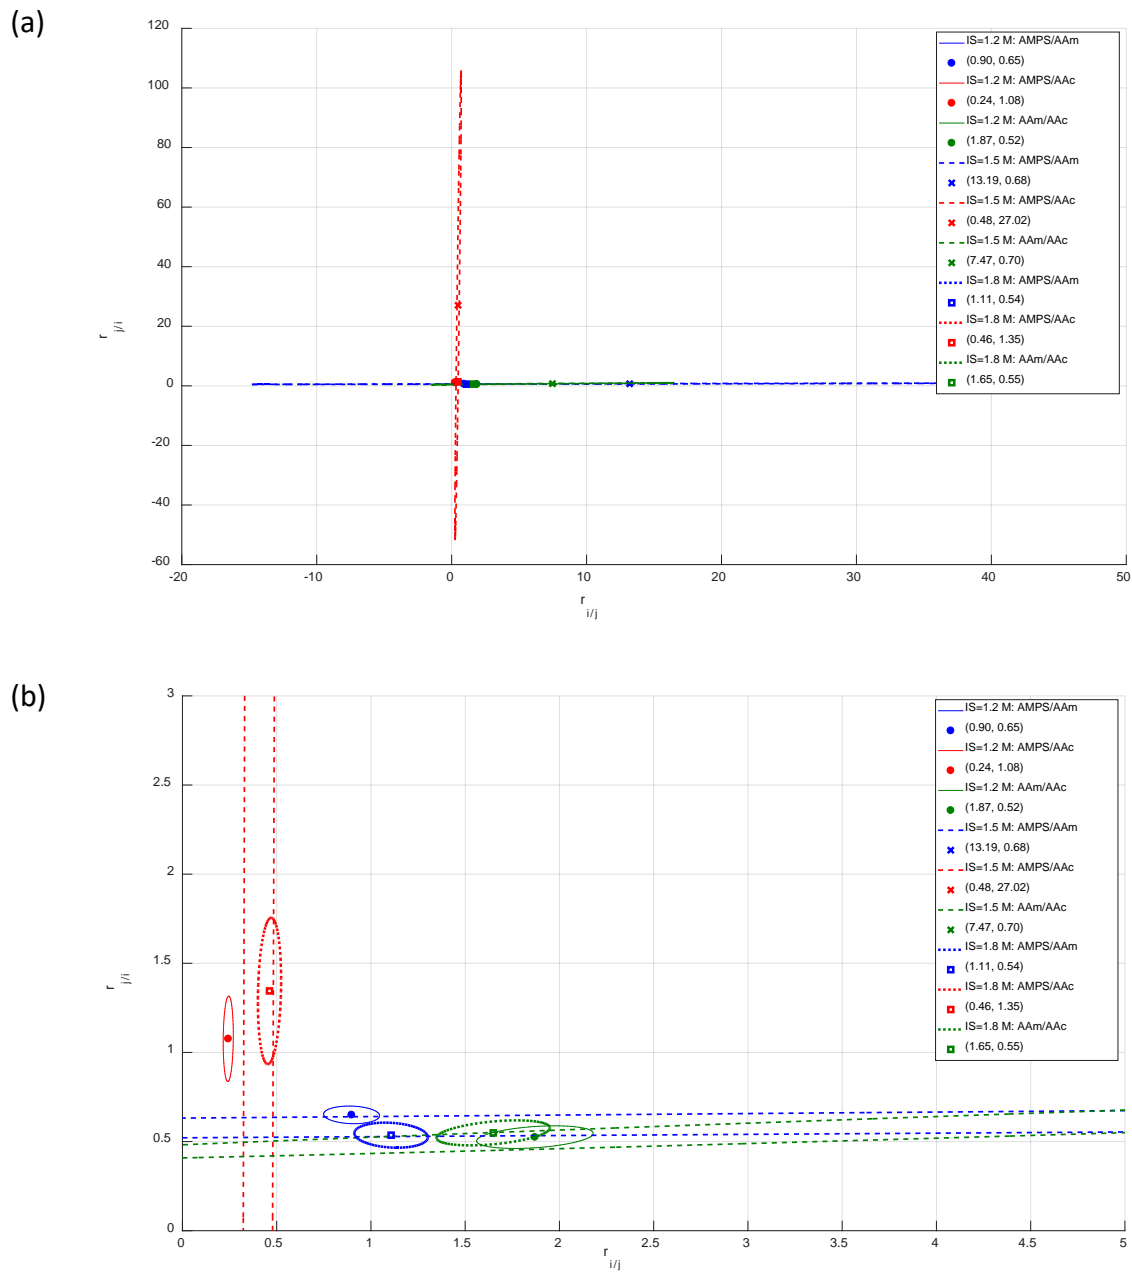 (a)
120
100
80
60
40
20
0
-20
-40
-60
-20
-10
0
10
20
30
40
50
r j/i
r i/j
IS=1.2 M: AMPS/AAm
(0.90, 0.65)
IS=1.2 M: AMPS/AAc
(0.24, 1.08)
IS=1.2 M: AAm/AAc
(1.87, 0.52)
IS=1.5 M: AMPS/AAm
(13.19, 0.68)
IS=1.5 M: AMPS/AAc
(0.48, 27.02)
IS=1.5 M: AAm/AAc
(7.47, 0.70)
IS=1.8 M: AMPS/AAm
(1.11, 0.54)
IS=1.8 M: AMPS/AAc
(0.46, 1.35)
IS=1.8 M: AAm/AAc
(1.65, 0.55)
(b)
3
2.5
2
1.5
1
0.5
0
0
0.5
1
1.5
2
2.5
3
3.5
4
4.5
5
r j/i
r i/j
IS=1.2 M: AMPS/AAm
(0.90, 0.65)
IS=1.2 M: AMPS/AAc
(0.24, 1.08)
IS=1.2 M: AAm/AAc
(1.87, 0.52)
IS=1.5 M: AMPS/AAm
(13.19, 0.68)
IS=1.5 M: AMPS/AAc
(0.48, 27.02)
IS=1.5 M: AAm/AAc
(7.47, 0.70)
IS=1.8 M: AMPS/AAm
(1.11, 0.54)
IS=1.8 M: AMPS/AAc
(0.46, 1.35)
IS=1.8 M: AAm/AAc
(1.65, 0.55)